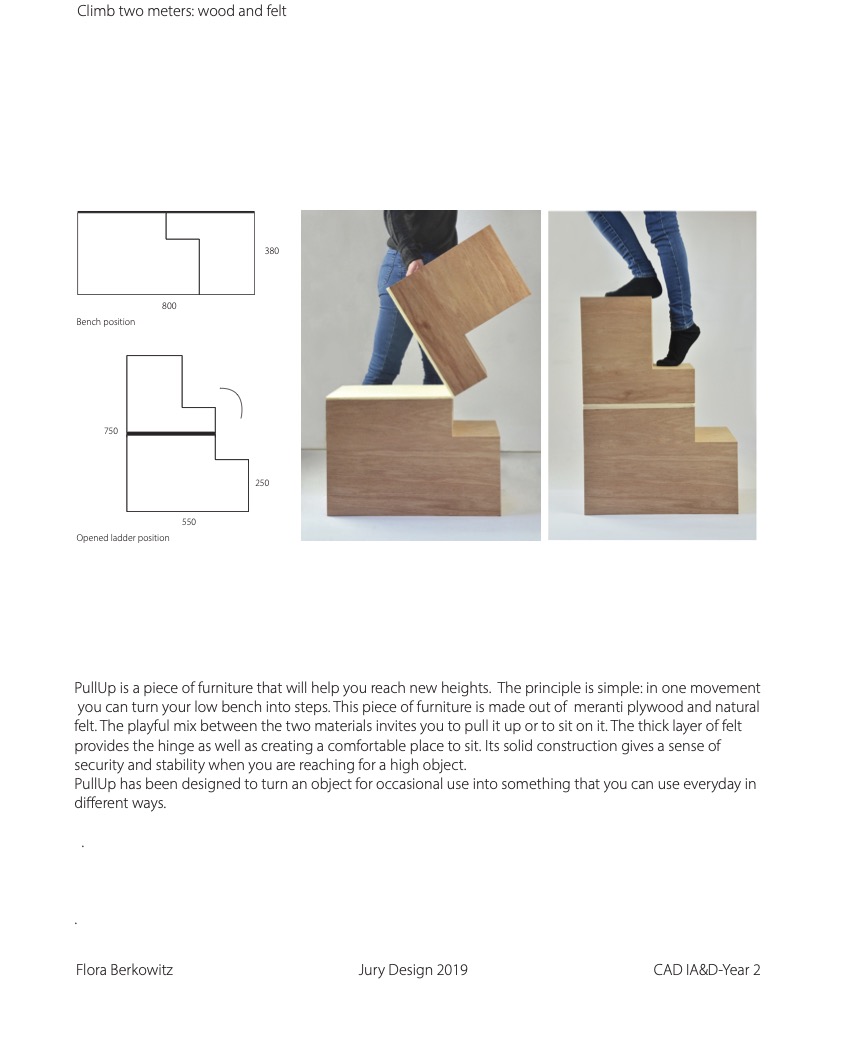 Climb two meters: wood and felt
380
800
Bench position
750
250
550
Opened ladder position
PullUp is a piece of furniture that will help you reach new heights.  The principle is simple: in one movement
you can turn your low bench into steps. This piece of furniture is made out of  meranti plywood and natural
felt. The playful mix between the two materials invites you to pull it up or to sit on it. The thick layer of felt
provides the hinge as well as creating a comfortable place to sit. Its solid construction gives a sense of
security and stability when you are reaching for a high object.
PullUp has been designed to turn an object for occasional use into something that you can use everyday in
different ways.
.
.
Flora Berkowitz Jury Design 2019 CAD IA&D-Year 2